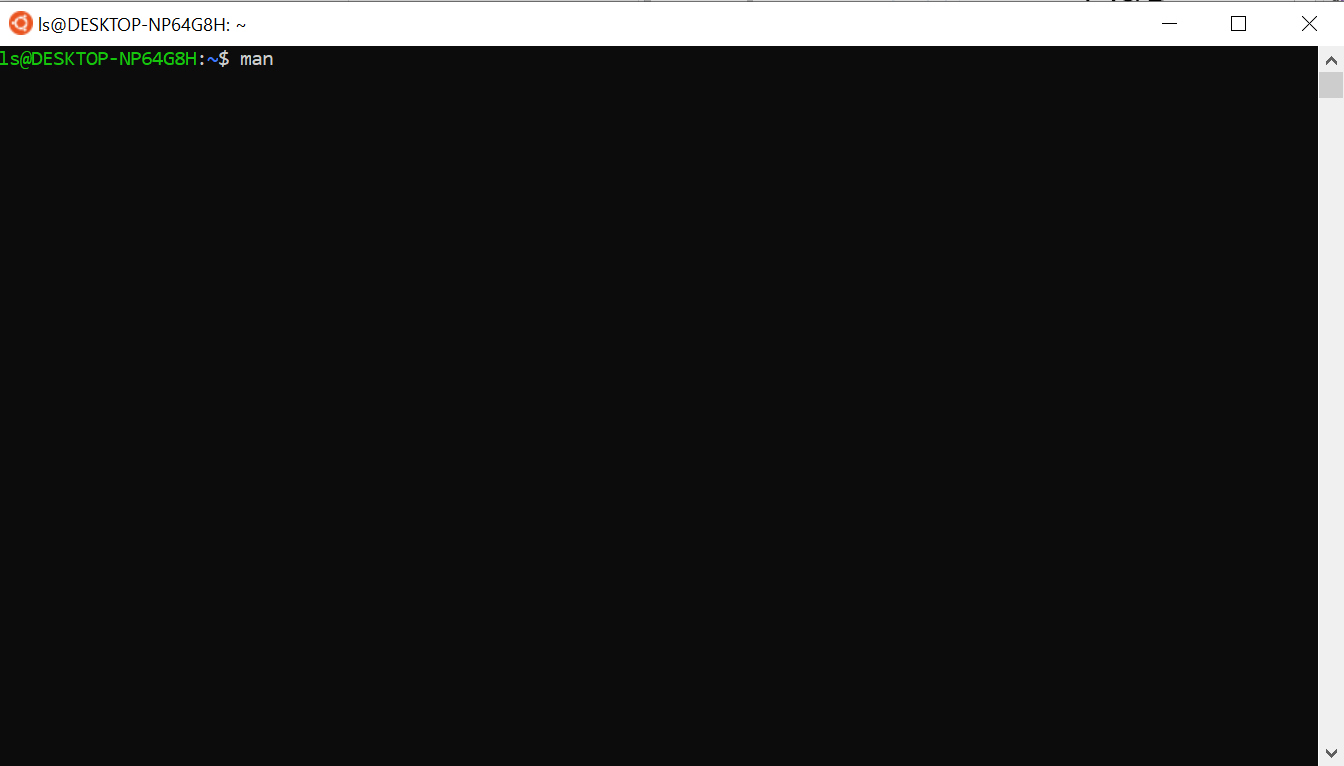 ls@DESKTOP-NP64G8H: ~
ls@DESKTOP-NP64G8H:~$ man